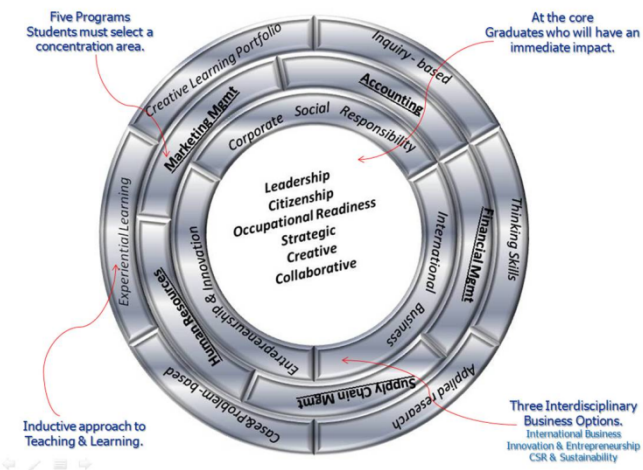 Five Programs
Students must select a
concentration area.
At the core
Graduates who will have an
immediate impact.
Creative Learning Portfolio
Inquiry - based
Thinking Skills
Applied research
Case&Problem-based
Experiential Learning
Marketing Mgmt
Accounting
Financial Mgmt
Supply Chain Mgmt
Human Resources
Corporate Social Responsibility
International Business
Entrepreneurship & Innovation
Leadership
Citizenship
Occupational Readiness
Strategic
Creative
Collaborative
Inductive approach to
Teaching & Learning.
Three Interdisciplinary
Business Options.
International Business
Innovation & Entrepreneurship
CSR & Sustainability